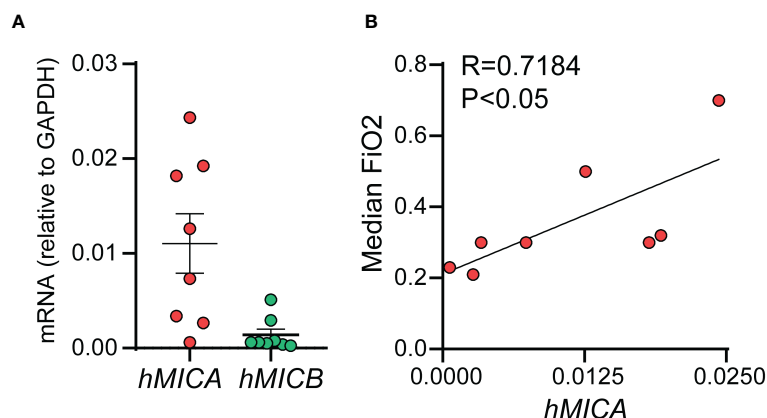 A
mRNA (relative to GAPDH)
0.03
0.02
0.01
0.00
hMICA hMICB
B
Median FiO2
0.8
0.6
0.4
0.2
0.0
R=0.7184
P<0.05
0.0000 0.0125 0.0250
hMICA